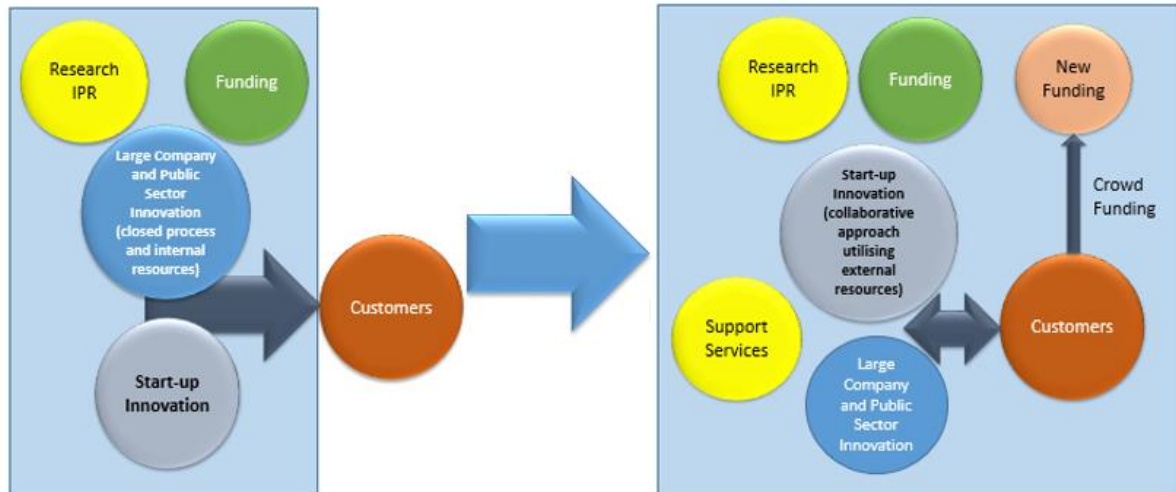 Research
IPR
Funding
Large Company
and Public
Sector
Innovation
(closed process
and internal
resources)
Customers
Start-up
Innovation
Research
IPR
Funding
New
Funding
Start-up
Innovation
(collaborative
approach
utilising
external
resources)
Crowd
Funding
Support
Services
Customers
Large
Company
and Public
Sector
Innovation